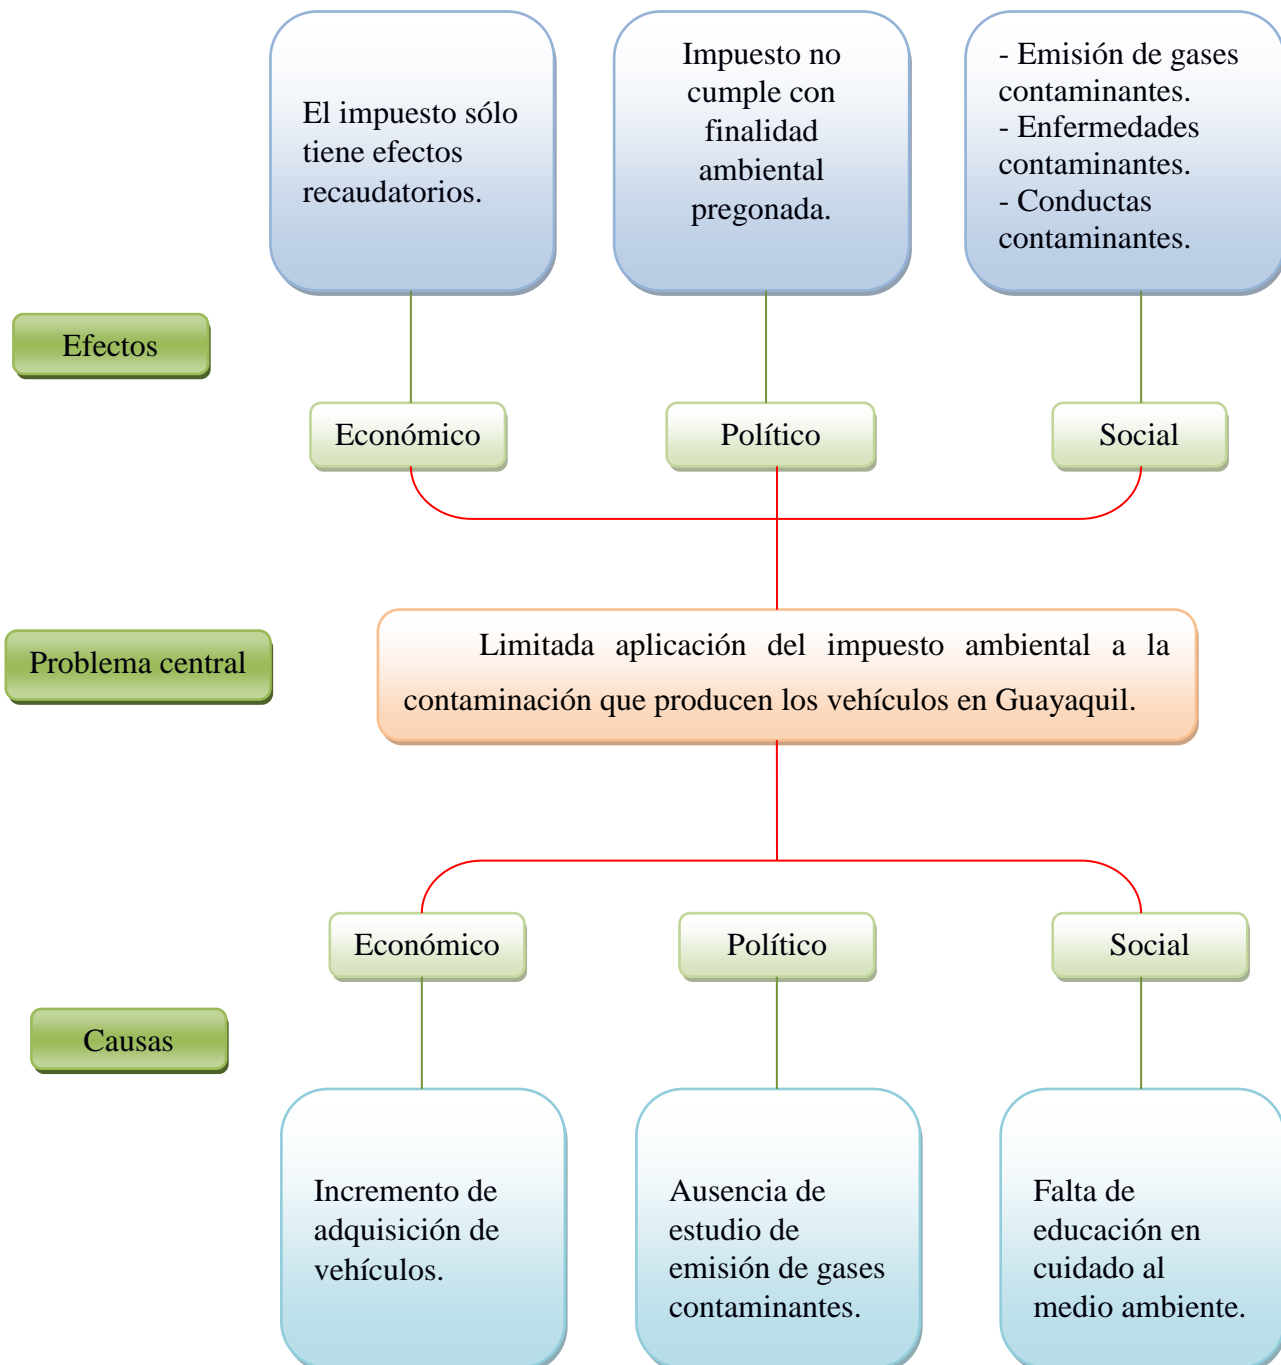 El impuesto sólo
tiene efectos
recaudatorios.
Impuesto no
cumple con
finalidad
ambiental
pregonada.
- Emisión de gases
contaminantes.
- Enfermedades
contaminantes.
- Conductas
contaminantes.
Efectos
Económico
Político
Social
Problema central
Limitada aplicación del impuesto ambiental a la
contaminación que producen los vehículos en Guayaquil.
Económico
Político
Social
Causas
Incremento de
adquisición de
vehículos.
Ausencia de
estudio de
emisión de gases
contaminantes.
Falta de
educación en
cuidado al
medio ambiente.